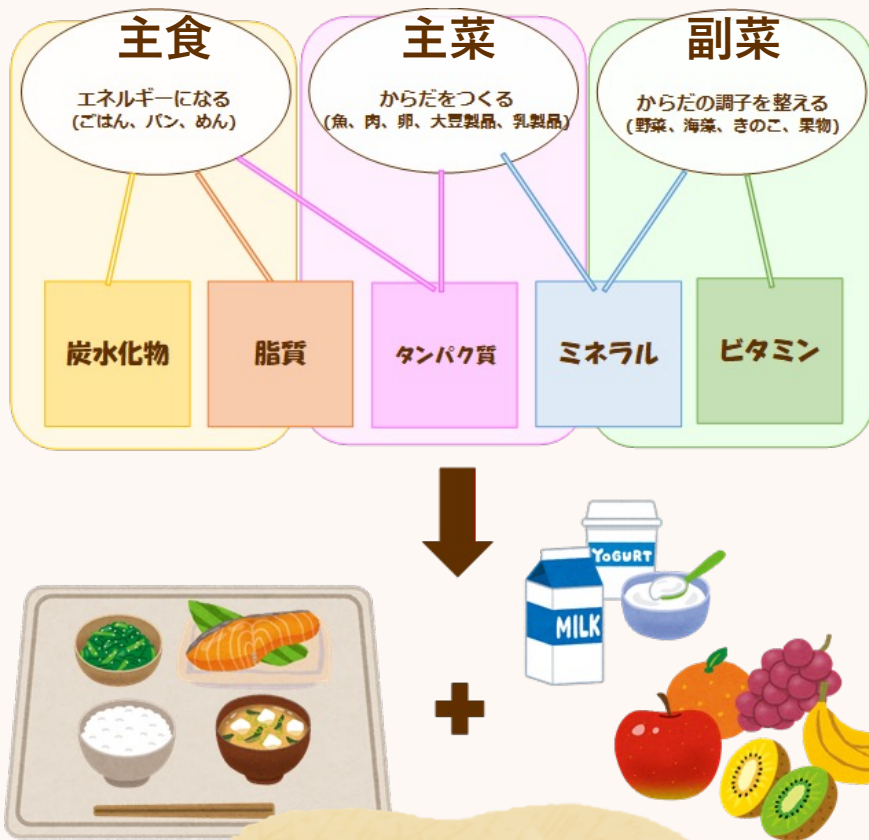 主食
エネルギーになる
(ごはん、パン、めん)
主菜
からだをつくる
(魚、肉、卵、大豆製品、乳製品)
副菜
からだの調子を整える
(野菜、海藻、きのこ、果物)
炭水化物
脂質
タンパク質
ミネラル
ビタミン
YOGURT
MILK